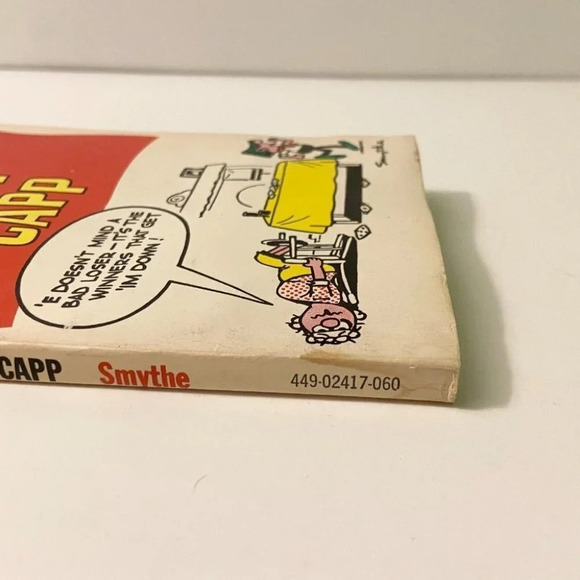 CAPP
'E DOESN'T MIND A
BAD LOSER — IT'S THE
WINNERS THAT GET
'IM DOWN!
Smythe
CAPP Smythe 449-02417-060